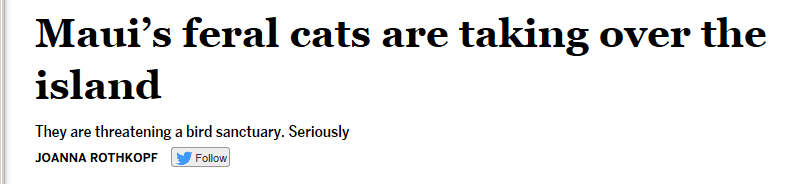 Maui’s feral cats are taking over the
island
They are threatening a bird sanctuary. Seriously
JOANNA ROTHKOPF Follow